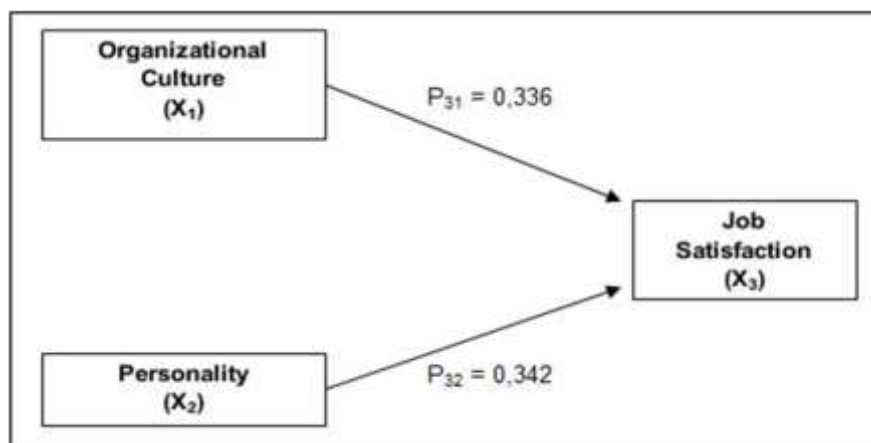 Organizational
Culture
(X₁)
P₃₁ = 0,336
Job
Satisfaction
(X₃)
Personality
(X₂)
P₃₂ = 0,342